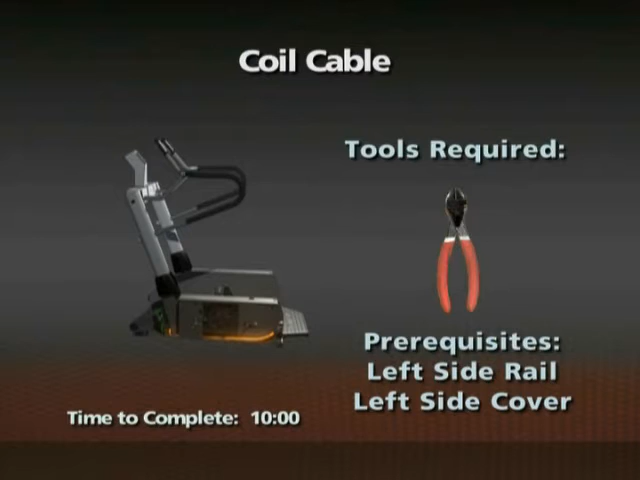 Coil Cable
Tools Required:
Prerequisites:
Left Side Rail
Left Side Cover
Time to Complete: 10:00